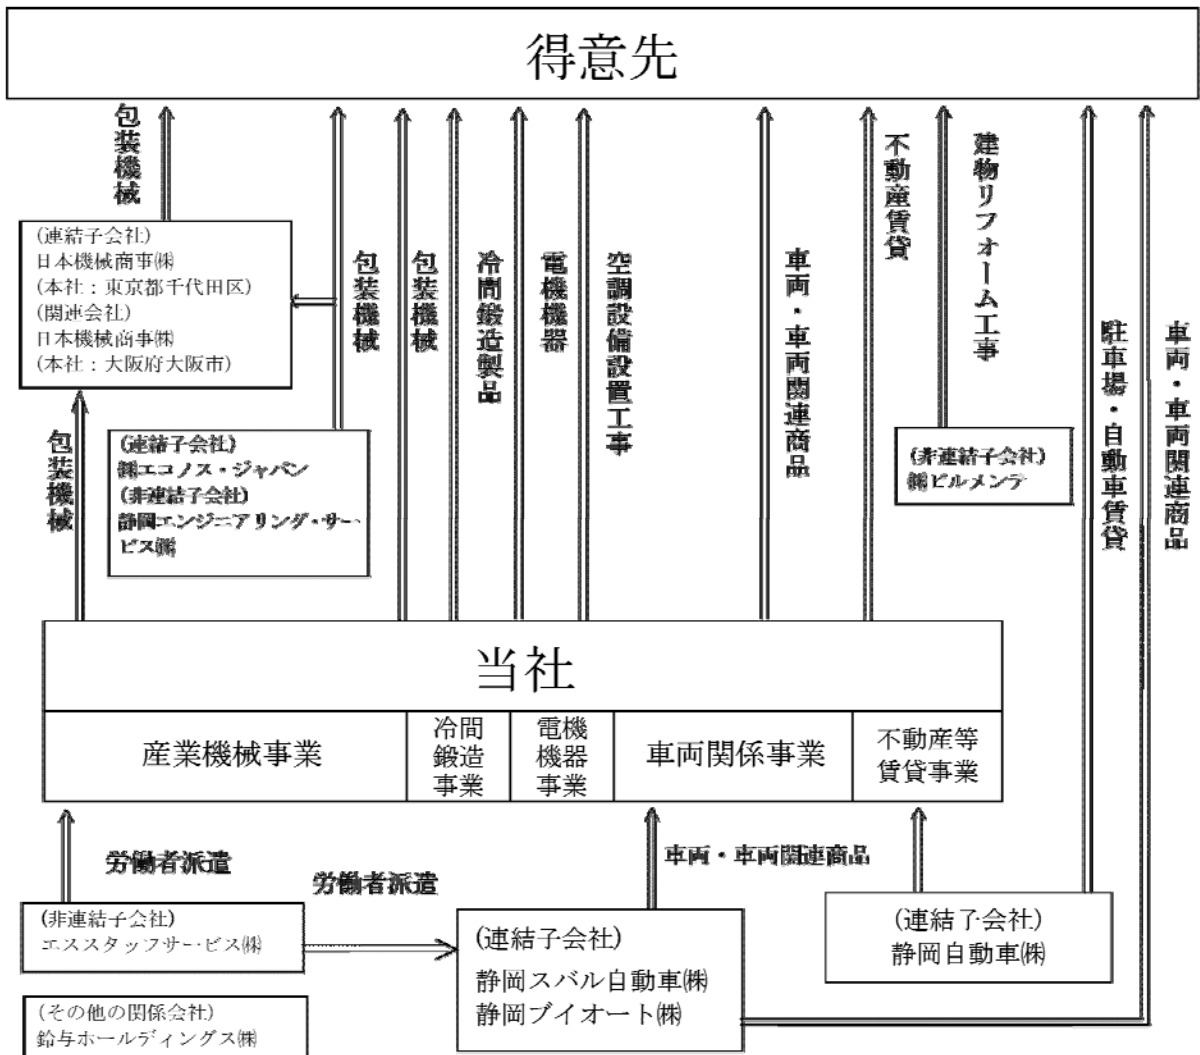 得意先
包装機械
不動産賃貸
建物リフォーム工事
(連結子会社)
日本機械商事㈱
(本社：東京都千代田区)
(関連会社)
日本機械商事㈱
(本社：大阪府大阪市)
包装機械
包装機械
冷間鍛造製品
電機機器
空調設備設置工事
車両・車両関連商品
駐車場・自動車賃貸
車両・車両関連商品
包装機械
(連結子会社)
㈱エコノス・ジャパン
(非連結子会社)
静岡エンジニアリング・サー
ビス㈱
(非連結子会社)
㈱ビルメンテ
当社
産業機械事業
冷間
鍛造
事業
電機
機器
事業
車両関係事業
不動産等
賃貸事業
労働者派遣
労働者派遣
車両・車両関連商品
(非連結子会社)
エススタッフサービス㈱
(連結子会社)
静岡スバル自動車㈱
静岡ブイオート㈱
(連結子会社)
静岡自動車㈱
(その他の関係会社)
鈴与ホールディングス㈱